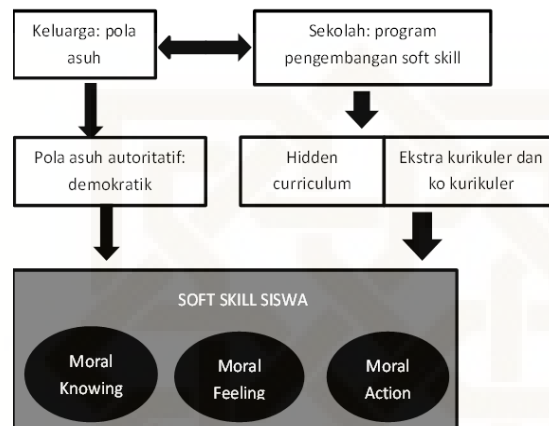 Keluarga: pola
asuh
Sekolah: program
pengembangan soft skill
Pola asuh autoritatif:
demokratik
Hidden
curriculum
Ekstra kurikuler dan
ko kurikuler
SOFT SKILL SISWA
Moral
Knowing
Moral
Feeling
Moral
Action